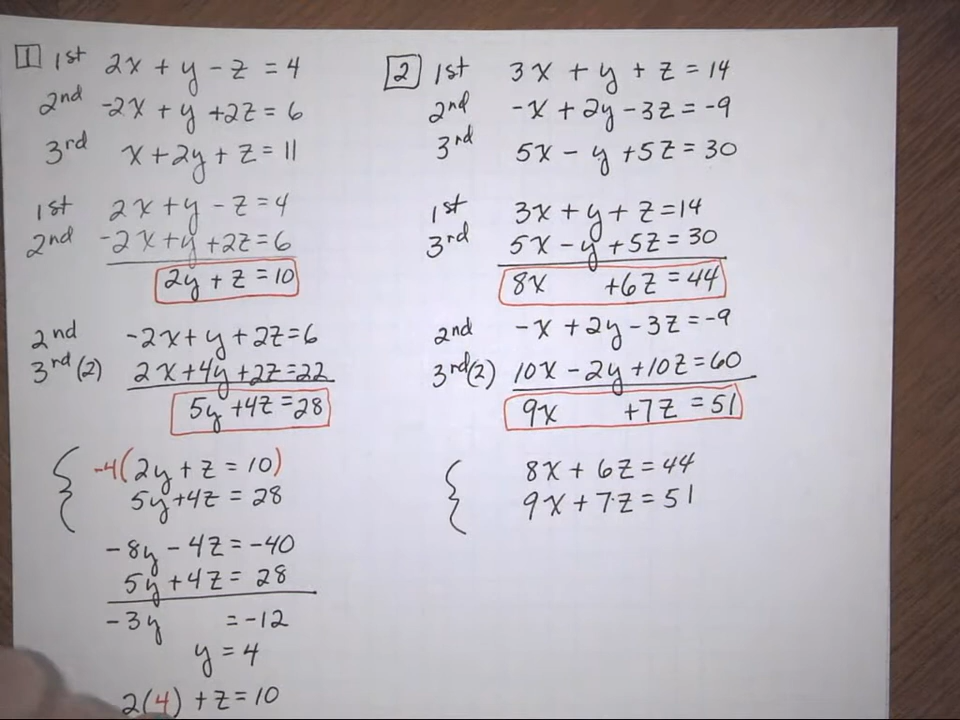 1 1st 2x + y - z = 4
2nd -2x + y + 2z = 6
3rd x + 2y + z = 11
1st 2x + y - z = 4
2nd -2x + y + 2z = 6
2y + z = 10
2nd -2x + y + 2z = 6
3rd (2) 2x + 4y + 2z = 22
5y + 4z = 28
-4(2y + z = 10)
5y + 4z = 28
-8y - 4z = -40
5y + 4z = 28
-3y = -12
y = 4
2(4) + z = 10
2 1st 3x + y + z = 14
2nd -x + 2y - 3z = -9
3rd 5x - y + 5z = 30
1st 3x + y + z = 14
3rd 5x - y + 5z = 30
8x + 6z = 44
2nd -x + 2y - 3z = -9
3rd(2) 10x - 2y + 10z = 60
9x + 7z = 51
8x + 6z = 44
9x + 7z = 51